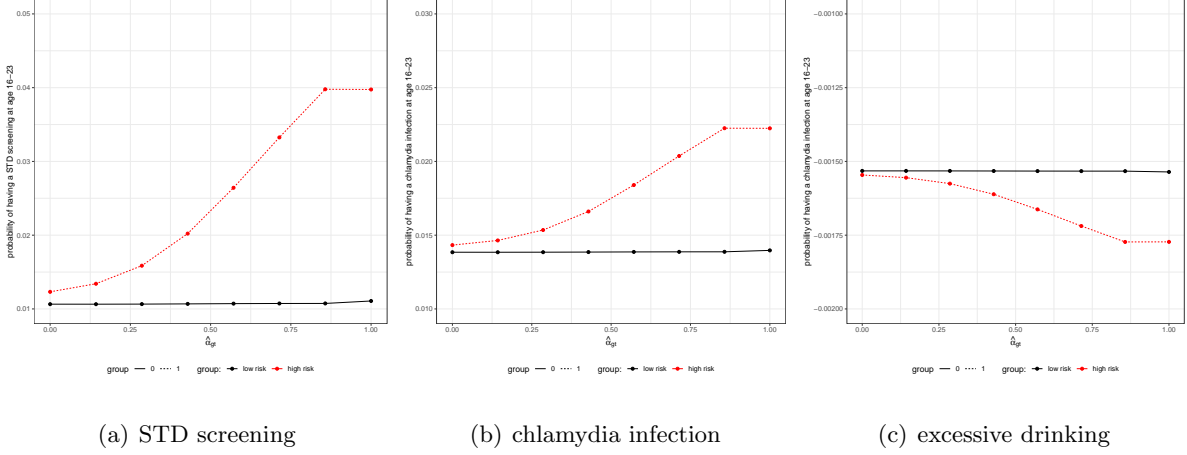 0.05
0.04
0.03
0.02
0.01
probability of having a STD screening at age 16−23
0.00 0.25 0.50 0.75 1.00
α̂gt
group 0 1 group: low risk high risk
(a) STD screening
0.030
0.025
0.020
0.015
0.010
probability of having a chlamydia infection at age 16−23
0.00 0.25 0.50 0.75 1.00
α̂gt
group 0 1 group: low risk high risk
(b) chlamydia infection
−0.00100
−0.00125
−0.00150
−0.00175
−0.00200
probability of having a chlamydia infection at age 16−23
0.00 0.25 0.50 0.75 1.00
α̂gt
group 0 1 group: low risk high risk
(c) excessive drinking